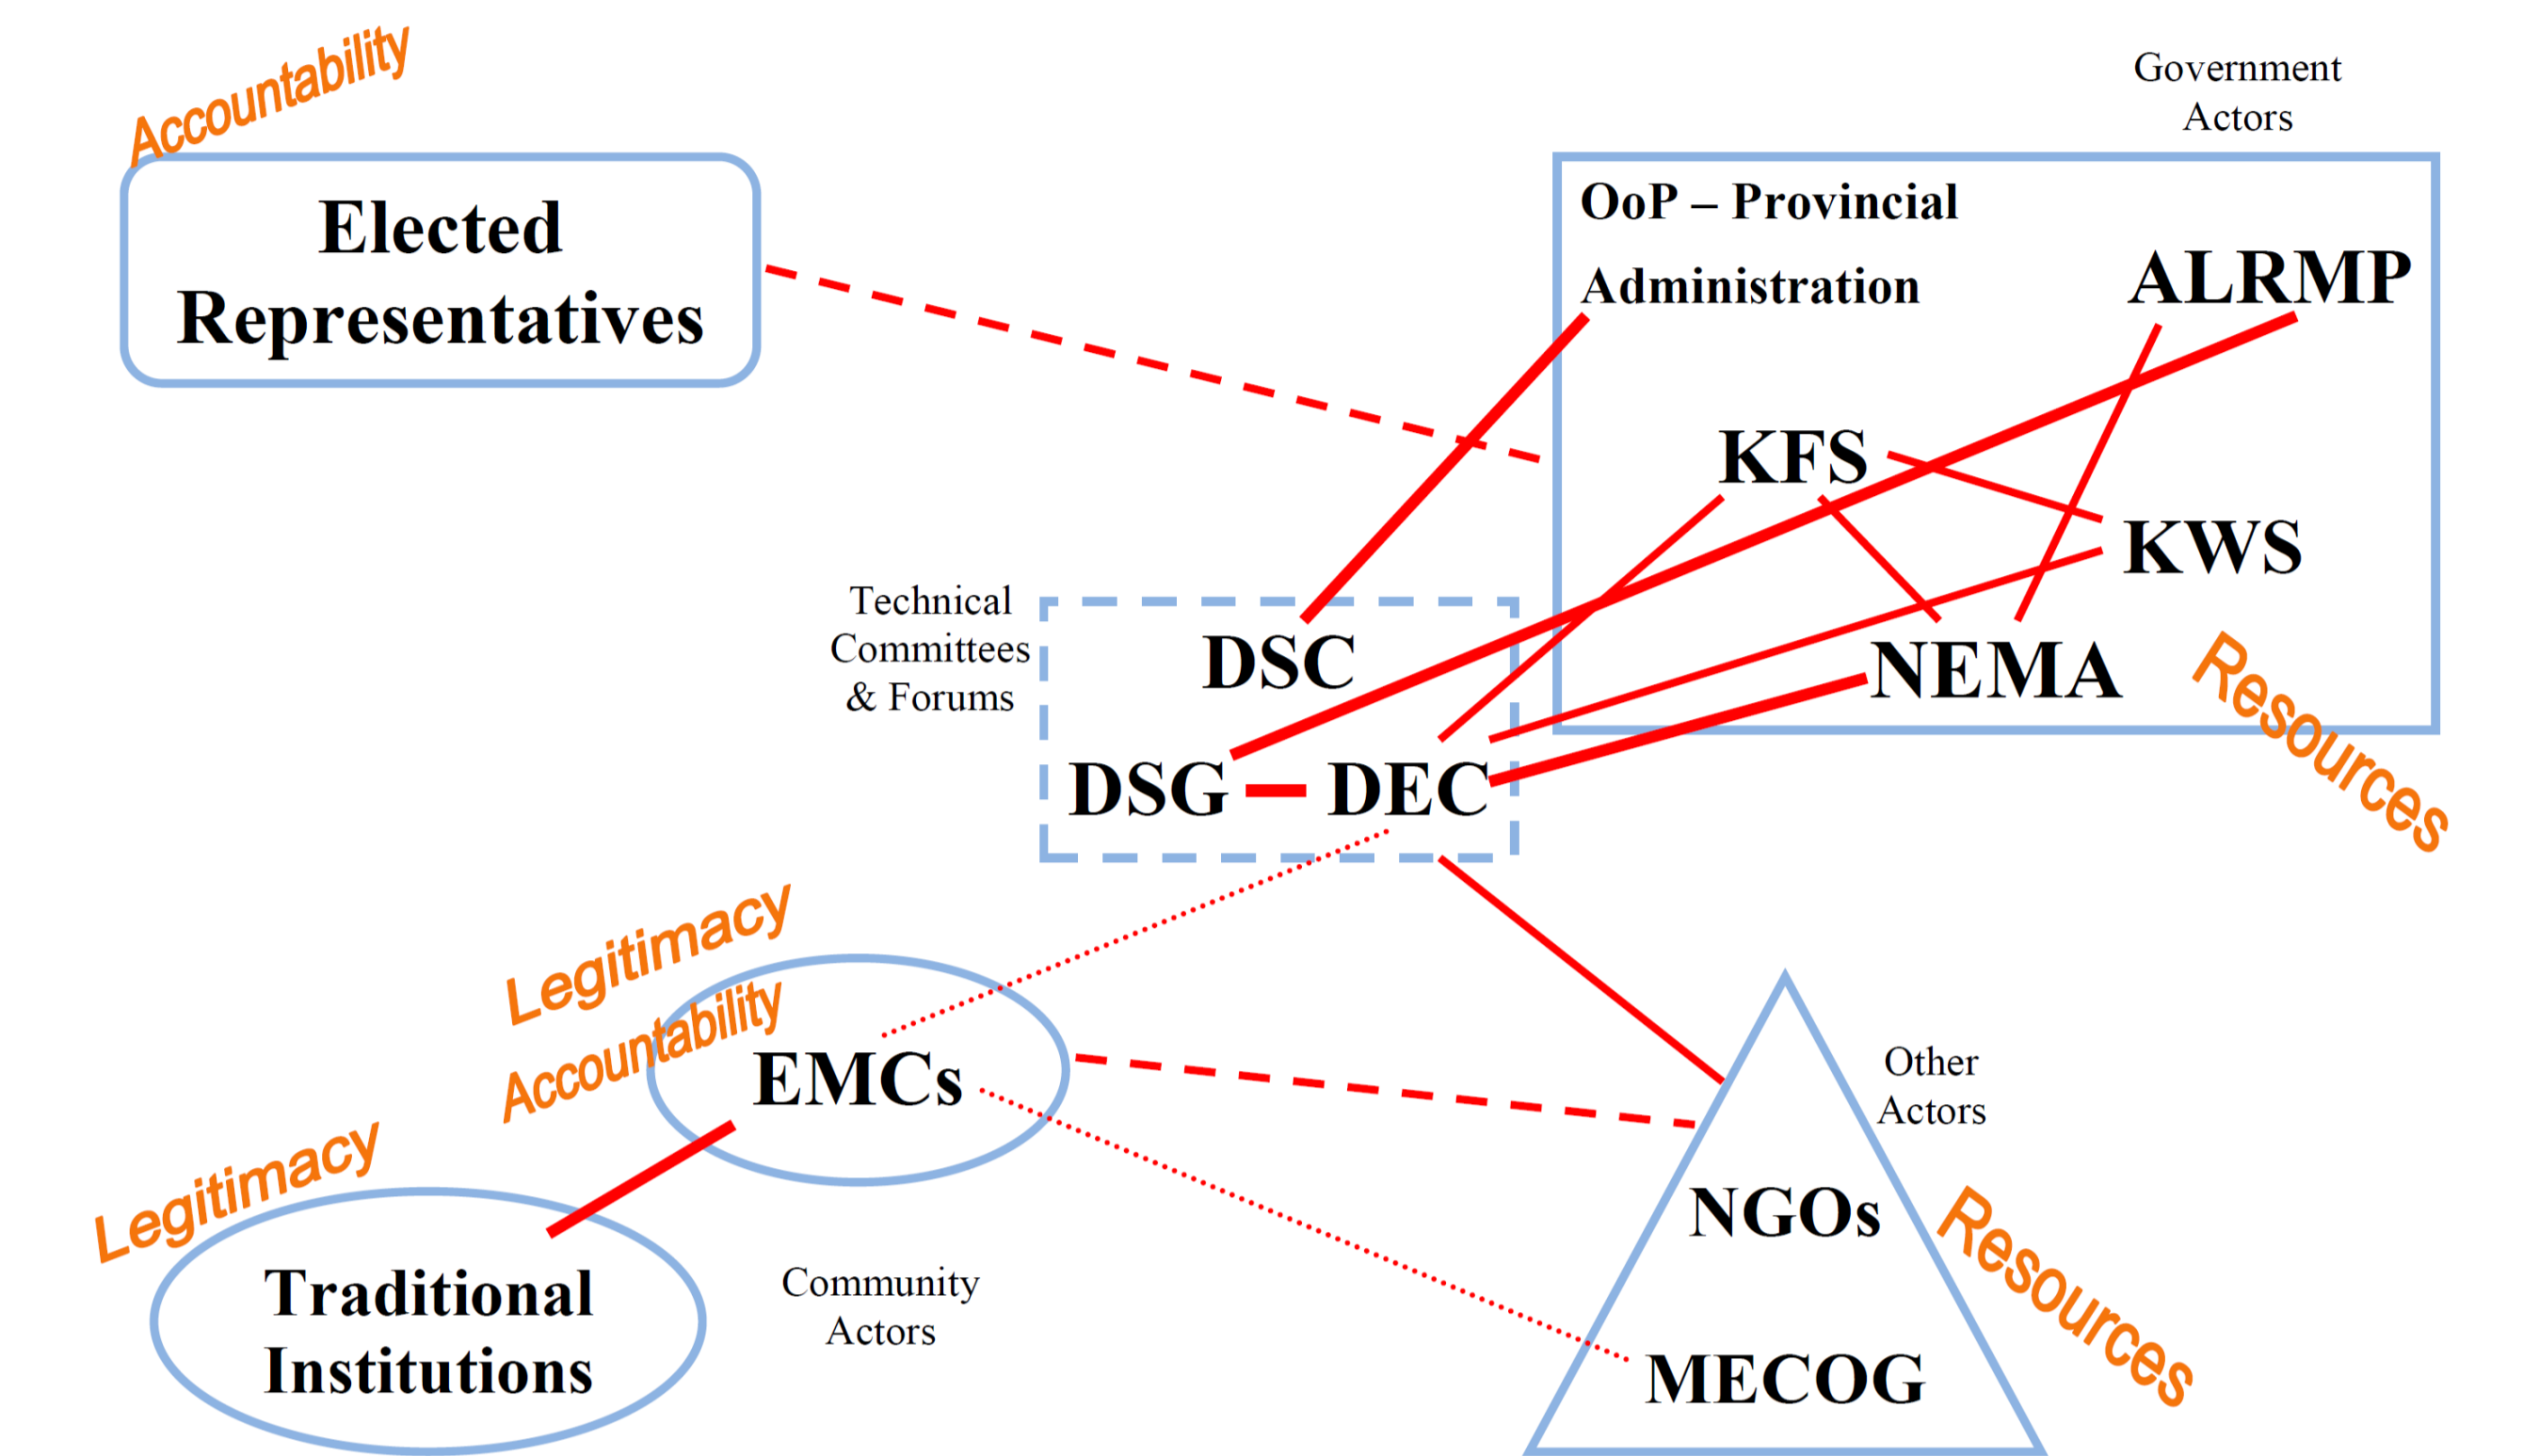 Accountability
Elected
Representatives
Government
Actors
OoP – Provincial
Administration
ALRMP
KFS
KWS
NEMA
Resources
Technical
Committees
& Forums
DSC
DSG
DEC
Legitimacy
Accountability
EMCs
Legitimacy
Traditional
Institutions
Community
Actors
Other
Actors
NGOs
MECOG
Resources